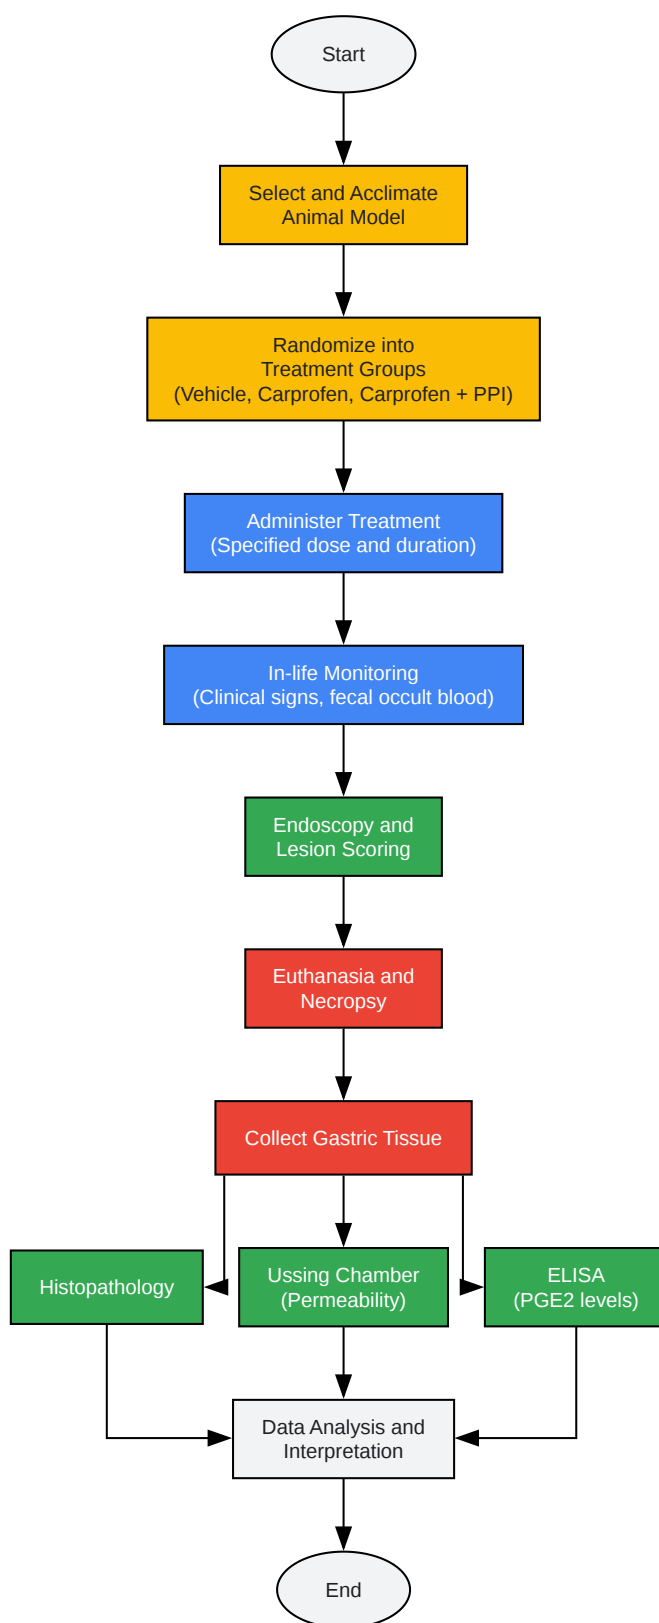 Start
Select and Acclimate
Animal Model
Randomize into
Treatment Groups
(Vehicle, Carprofen, Carprofen + PPI)
Administer Treatment
(Specified dose and duration)
In-life Monitoring
(Clinical signs, fecal occult blood)
Endoscopy and
Lesion Scoring
Euthanasia and
Necropsy
Collect Gastric Tissue
Histopathology
Ussing Chamber
(Permeability)
ELISA
(PGE2 levels)
Data Analysis and
Interpretation
End